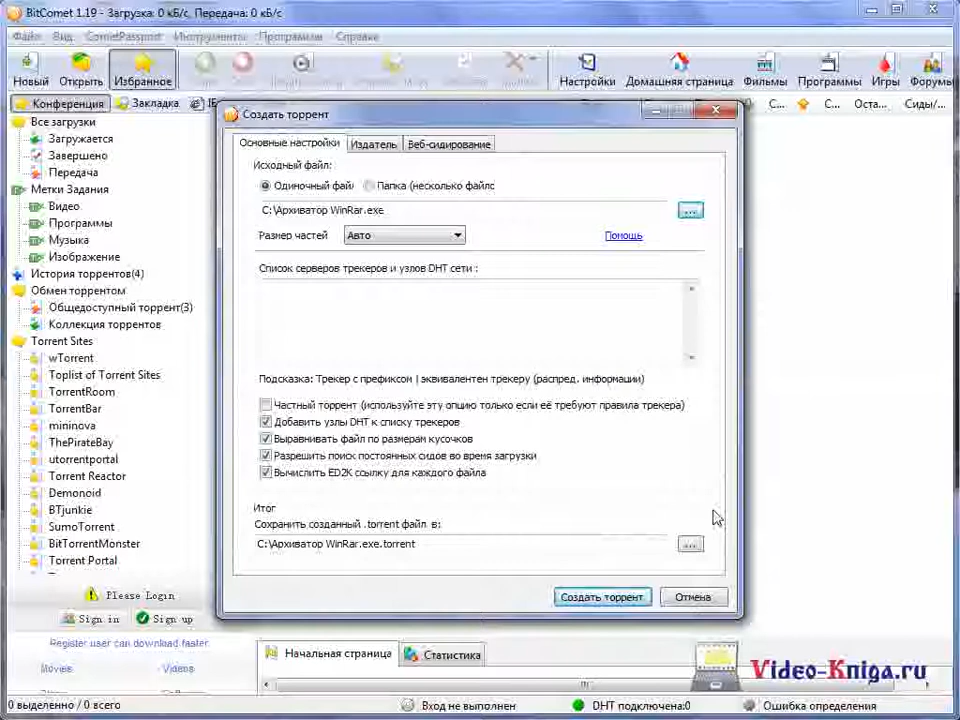 BitComet 1.19 - Загрузка: 0 кБ/с, Передача: 0 кБ/с
Файл Вид CometPassport Инструменты Программы Справка
Новый Открыть Избранное Настройки Домашняя страница Фильмы Программы Игры Форумы
Конференция Закладка С... С... Оста... Сиды/...
Все загрузки
Загружается
Завершено
Передача
Метки Задания
Видео
Программы
Музыка
Изображение
История торрентов(4)
Обмен торрентом
Общедоступный торрент(3)
Коллекция торрентов
Torrent Sites
wTorrent
Toplist of Torrent Sites
TorrentRoom
TorrentBar
mininova
ThePirateBay
utorrentportal
Torrent Reactor
Demonoid
BTjunkie
SumoTorrent
BitTorrentMonster
Torrent Portal
Please Login
Sign in Sign up
Register user can download faster.
Movies Videos
Создать торрент
Основные настройки Издатель Веб-сидирование
Исходный файл:
Одиночный файл Папка (несколько файлс
C:\Архиватор WinRar.exe ...
Размер частей Авто Помощь
Список серверов трекеров и узлов DHT сети :
Подсказка: Трекер с префиксом | эквивалентен трекеру (распред. информации)
Частный торрент (используйте эту опцию только если её требуют правила трекера)
Добавить узлы DHT к списку трекеров
Выравнивать файл по размерам кусочков
Разрешить поиск постоянных сидов во время загрузки
Вычислить ED2K ссылку для каждого файла
Итог
Сохранить созданный .torrent файл в:
C:\Архиватор WinRar.exe.torrent ...
Создать торрент Отмена
Начальная страница Статистика
Video-Kniga.ru
0 выделенно / 0 всего Вход не выполнен DHT подключена:0 Ошибка определения